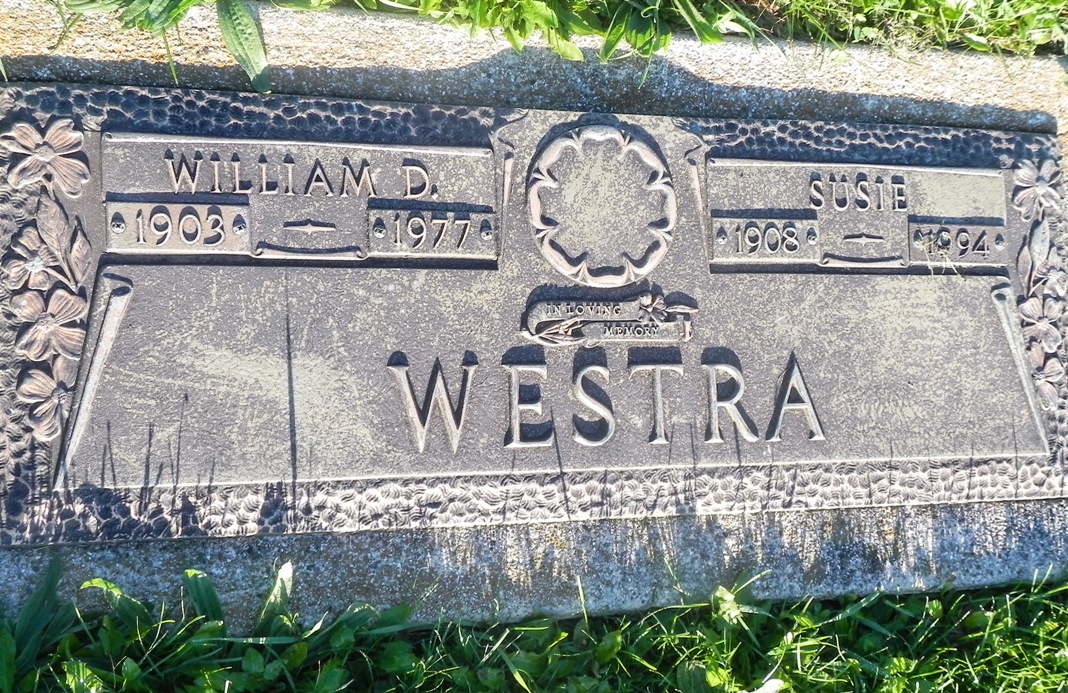 WILLIAM D.
1903 1977
SUSIE
1908 1994
IN LOVING
MEMORY
WESTRA